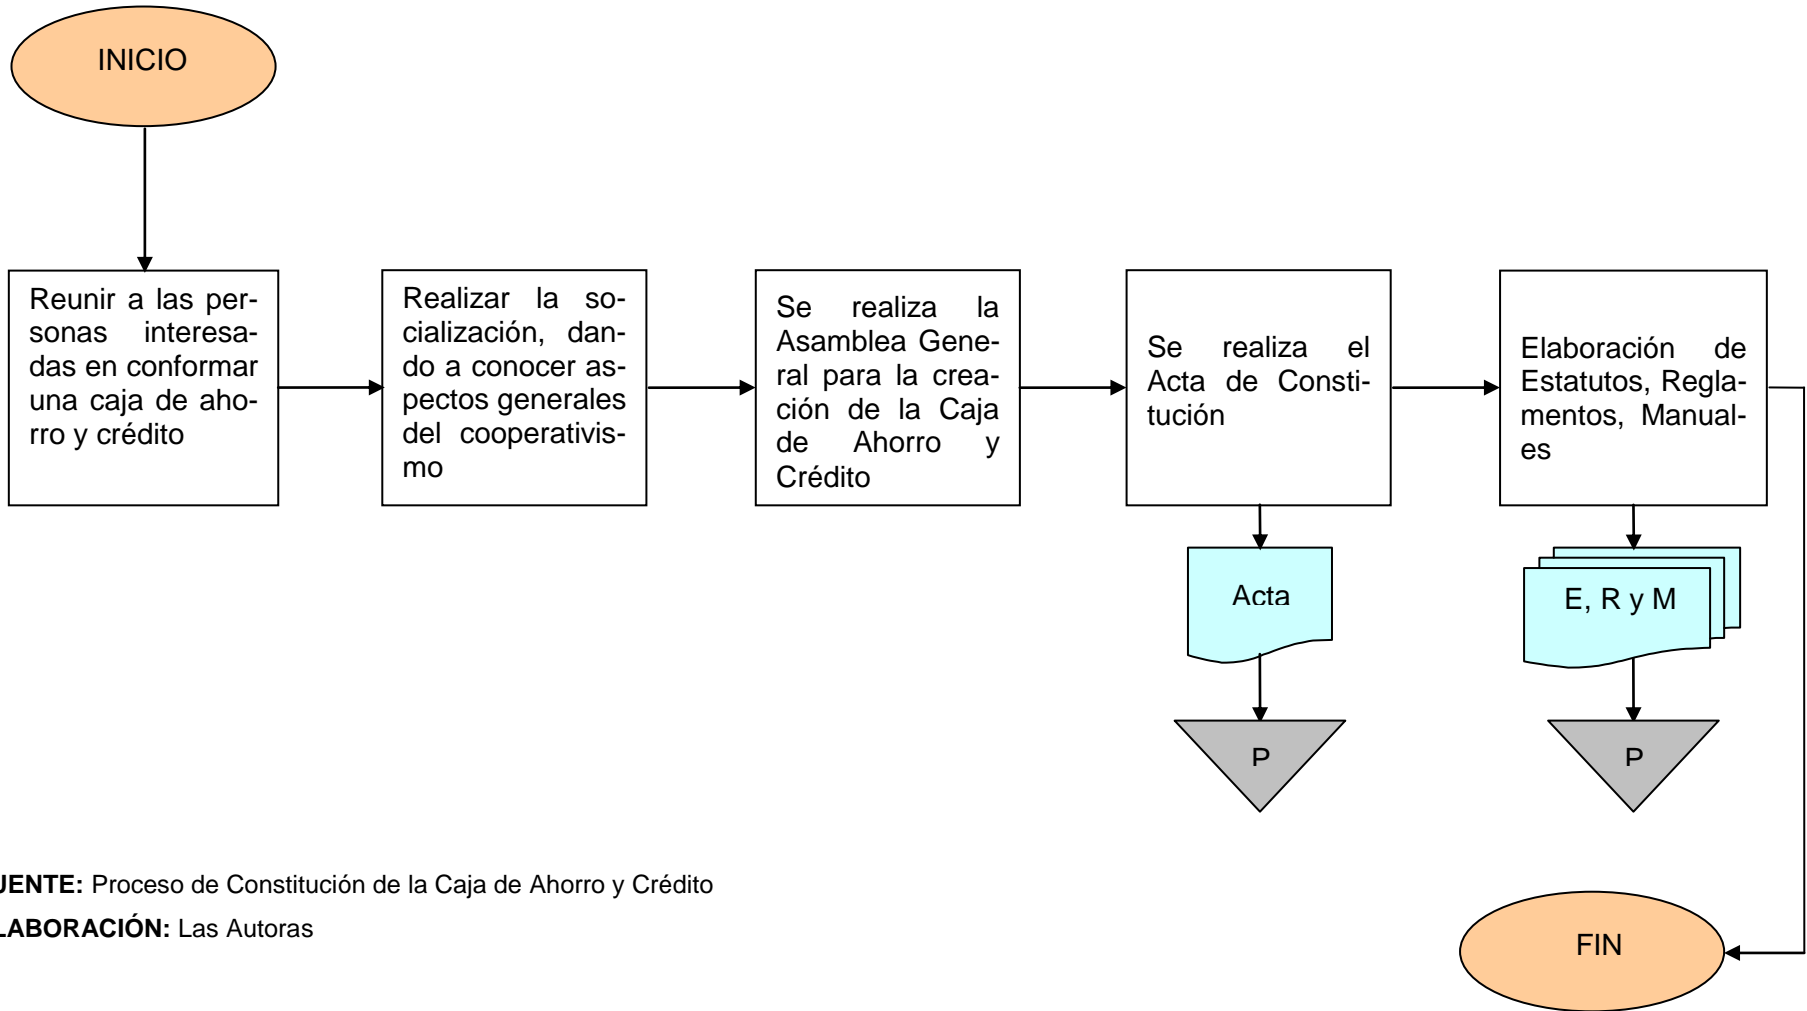 INICIO
Reunir a las per-
sonas interesa-
das en conformar
una caja de aho-
rro y crédito
Realizar la so-
cialización, dan-
do a conocer as-
pectos generales
del cooperativis-
mo
Se realiza la
Asamblea Gene-
ral para la crea-
ción de la Caja
de Ahorro y
Crédito
Se realiza el
Acta de Consti-
tución
Elaboración de
Estatutos, Regla-
mentos, Manual-
es
Acta
E, R y M
P
P
UENTE: Proceso de Constitución de la Caja de Ahorro y Crédito
LABORACIÓN: Las Autoras
FIN